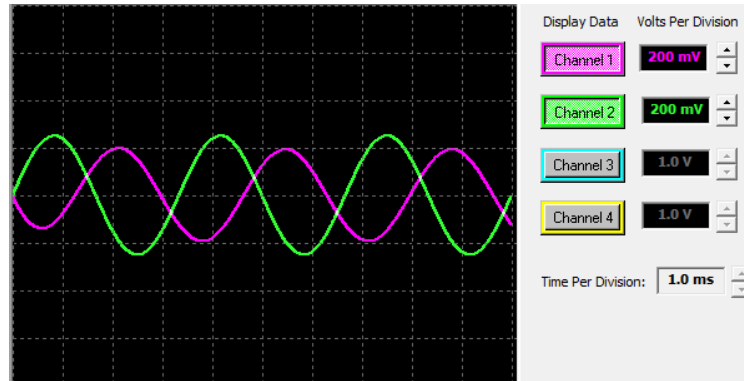 Display Data Volts Per Division
Channel 1 200 mV
Channel 2 200 mV
Channel 3 1.0 V
Channel 4 1.0 V
Time Per Division: 1.0 ms